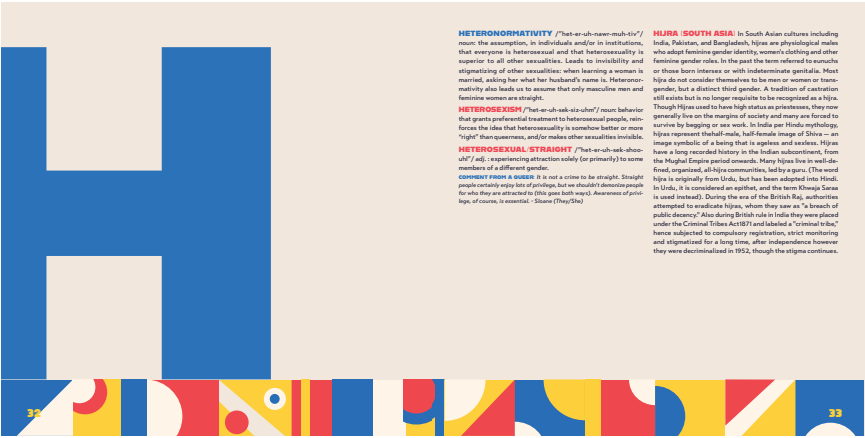 H
HETERONORMATIVITY /"het-er-uh-nawr-muh-tiv"/
noun: the assumption, in individuals and/or in institutions,
that everyone is heterosexual and that heterosexuality is
superior to all other sexualities. Leads to invisibility and
stigmatizing of other sexualities: when learning a woman is
married, asking her what her husband's name is. Heteronor-
mativity also leads us to assume that only masculine men and
feminine women are straight.
HETEROSEXISM /"het-er-uh-sek-siz-uhm"/ noun: behavior
that grants preferential treatment to heterosexual people, rein-
forces the idea that heterosexuality is somehow better or more
"right" than queerness, and/or makes other sexualities invisible.
HETEROSEXUAL/STRAIGHT /"het-er-uh-sek-shoo-
uhl"/ adj. : experiencing attraction solely (or primarily) to some
members of a different gender.
COMMENT FROM A QUEER It is not a crime to be straight. Straight
people certainly enjoy lots of privilege, but we shouldn't demonize people
for who they are attracted to (this goes both ways). Awareness of privi-
lege, of course, is essential. - Sloane (They/She)
HIJRA (SOUTH ASIA) In South Asian cultures including
India, Pakistan, and Bangladesh, hijras are physiological males
who adopt feminine gender identity, women's clothing and other
feminine gender roles. In the past the term referred to eunuchs
or those born intersex or with indeterminate genitalia. Most
hijra do not consider themselves to be men or women or trans-
gender, but a distinct third gender. A tradition of castration
still exists but is no longer requisite to be recognized as a hijra.
Though Hijras used to have high status as priestesses, they now
generally live on the margins of society and many are forced to
survive by begging or sex work. In India per Hindu mythology,
hijras represent thehalf-male, half-female image of Shiva — an
image symbolic of a being that is ageless and sexless. Hijras
have a long recorded history in the Indian subcontinent, from
the Mughal Empire period onwards. Many hijras live in well-de-
fined, organized, all-hijra communities, led by a guru. (The word
hijra is originally from Urdu, but has been adopted into Hindi.
In Urdu, it is considered an epithet, and the term Khwaja Saraa
is used instead). During the era of the British Raj, authorities
attempted to eradicate hijras, whom they saw as "a breach of
public decency." Also during British rule in India they were placed
under the Criminal Tribes Act1871 and labeled a "criminal tribe,"
hence subjected to compulsory registration, strict monitoring
and stigmatized for a long time, after independence however
they were decriminalized in 1952, though the stigma continues.
32
33